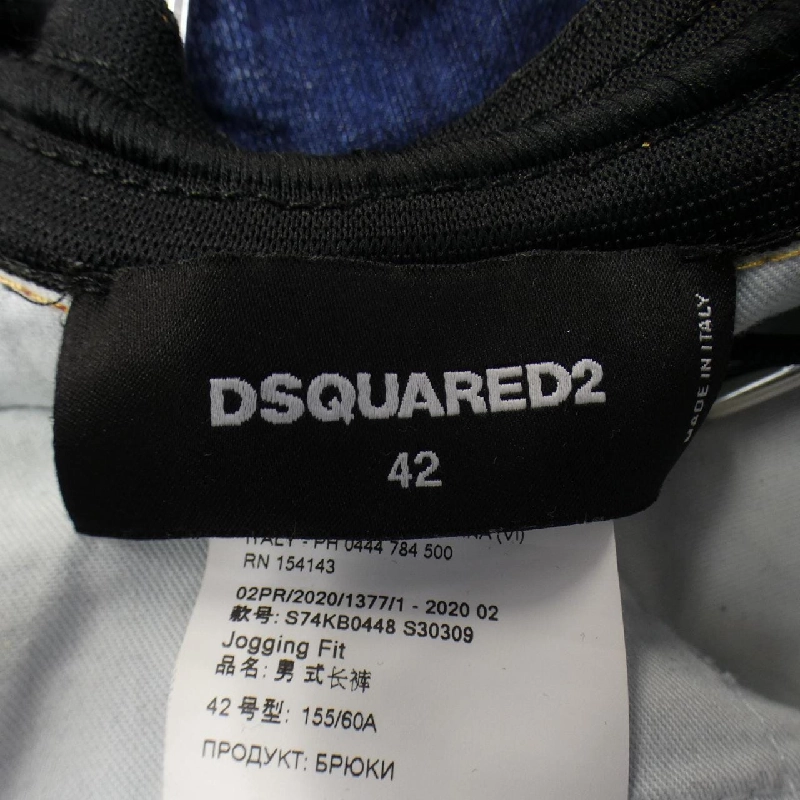 DSQUARED2
42
MADE IN ITALY
ITALY - PH 0444 784 500
(VI)
RN 154143
02PR/2020/1377/1 - 2020 02
款号: S74KB0448 S30309
Jogging Fit
品名: 男式长裤
42 号型: 155/60A
ПРОДУКТ: БРЮКИ